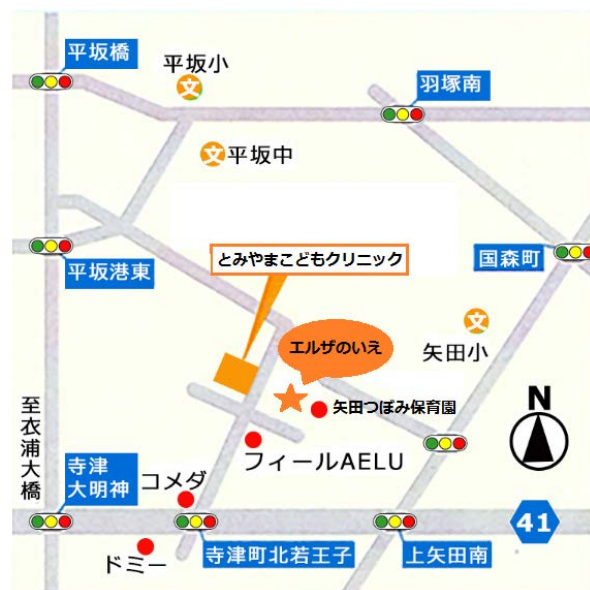 平坂橋
平坂小
文
羽塚南
文
平坂中
とみやまこどもクリニック
平坂港東
国森町
文
エルザのいえ
矢田小
矢田つぼみ保育園
N
至衣浦大橋
フィールAELU
寺津
大明神
コメダ
41
ドミー
寺津町北若王子
上矢田南